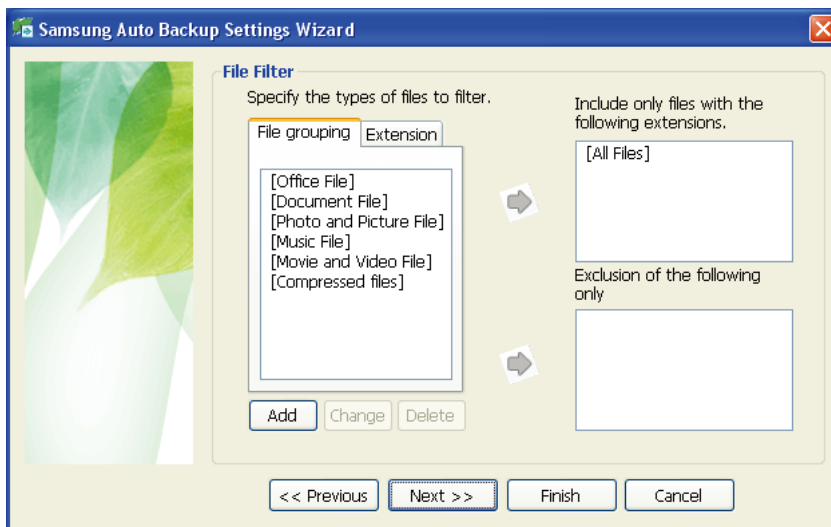 Samsung Auto Backup Settings Wizard
File Filter
Specify the types of files to filter.
File grouping
Extension
[Office File]
[Document File]
[Photo and Picture File]
[Music File]
[Movie and Video File]
[Compressed files]
Add
Change
Delete
Include only files with the
following extensions.
[All Files]
Exclusion of the following
only
<< Previous
Next >>
Finish
Cancel